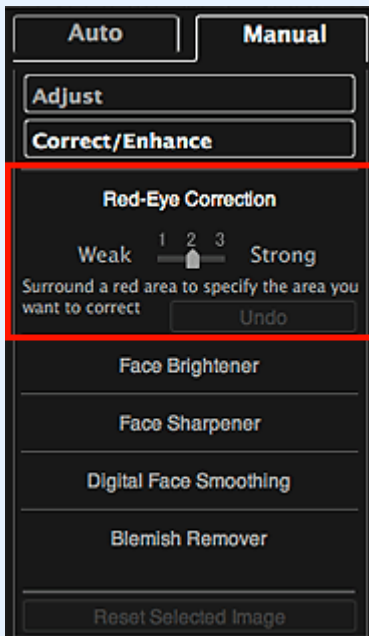 Auto Manual
Adjust
Correct/Enhance
Red-Eye Correction
1 2 3
Weak Strong
Surround a red area to specify the area you
want to correct
Undo
Face Brightener
Face Sharpener
Digital Face Smoothing
Blemish Remover
Reset Selected Image